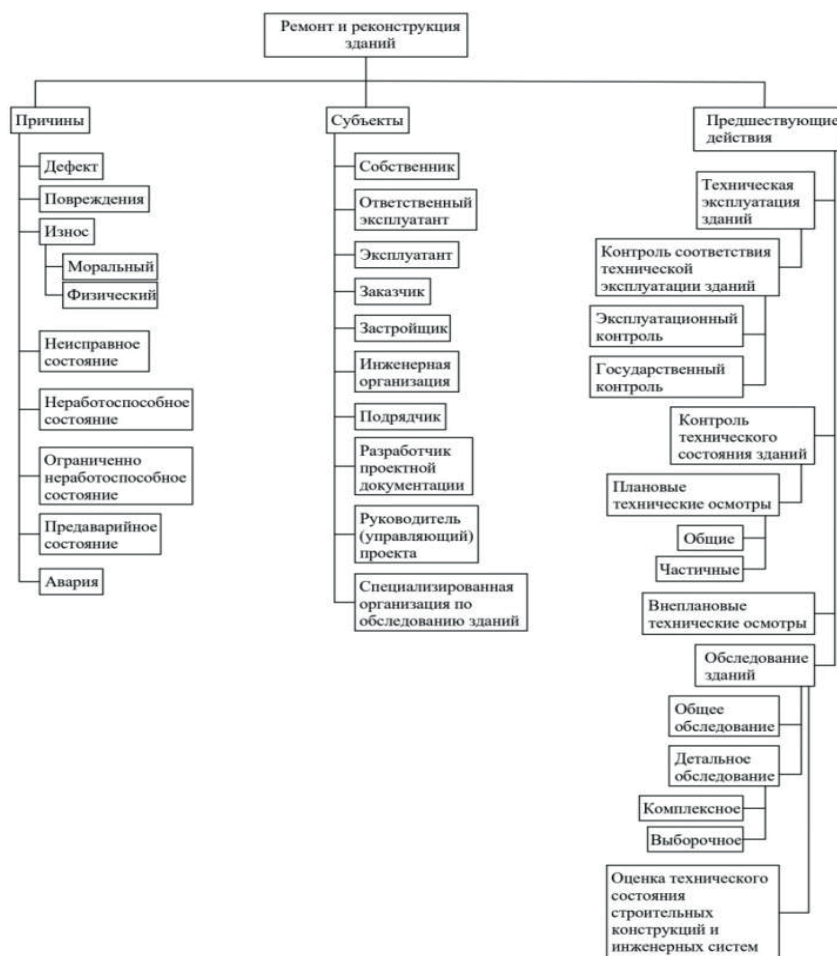 Ремонт и реконструкция
зданий
Причины
Дефект
Повреждения
Износ
Моральный
Физический
Неисправное
состояние
Неработоспособное
состояние
Ограниченно
неработоспособное
состояние
Предаварийное
состояние
Авария
Субъекты
Собственник
Ответственный
эксплуатант
Эксплуатант
Заказчик
Застройщик
Инженерная
организация
Подрядчик
Разработчик
проектной
документации
Руководитель
(управляющий)
проекта
Специализированная
организация по
обследованию зданий
Предшествующие
действия
Техническая
эксплуатация
зданий
Контроль соответствия
технической
эксплуатации зданий
Эксплуатационный
контроль
Государственный
контроль
Контроль
технического
состояния зданий
Плановые
технические осмотры
Общие
Частичные
Внеплановые
технические осмотры
Обследование
зданий
Общее
обследование
Детальное
обследование
Комплексное
Выборочное
Оценка технического
состояния
строительных
конструкций и
инженерных систем